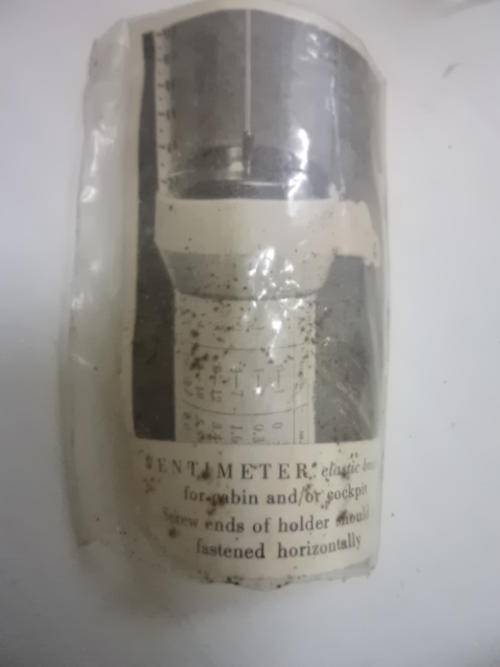 VENTIMETER, elastic
for cabin and/or cockpit
Screw ends of holder should
fastened horizontally